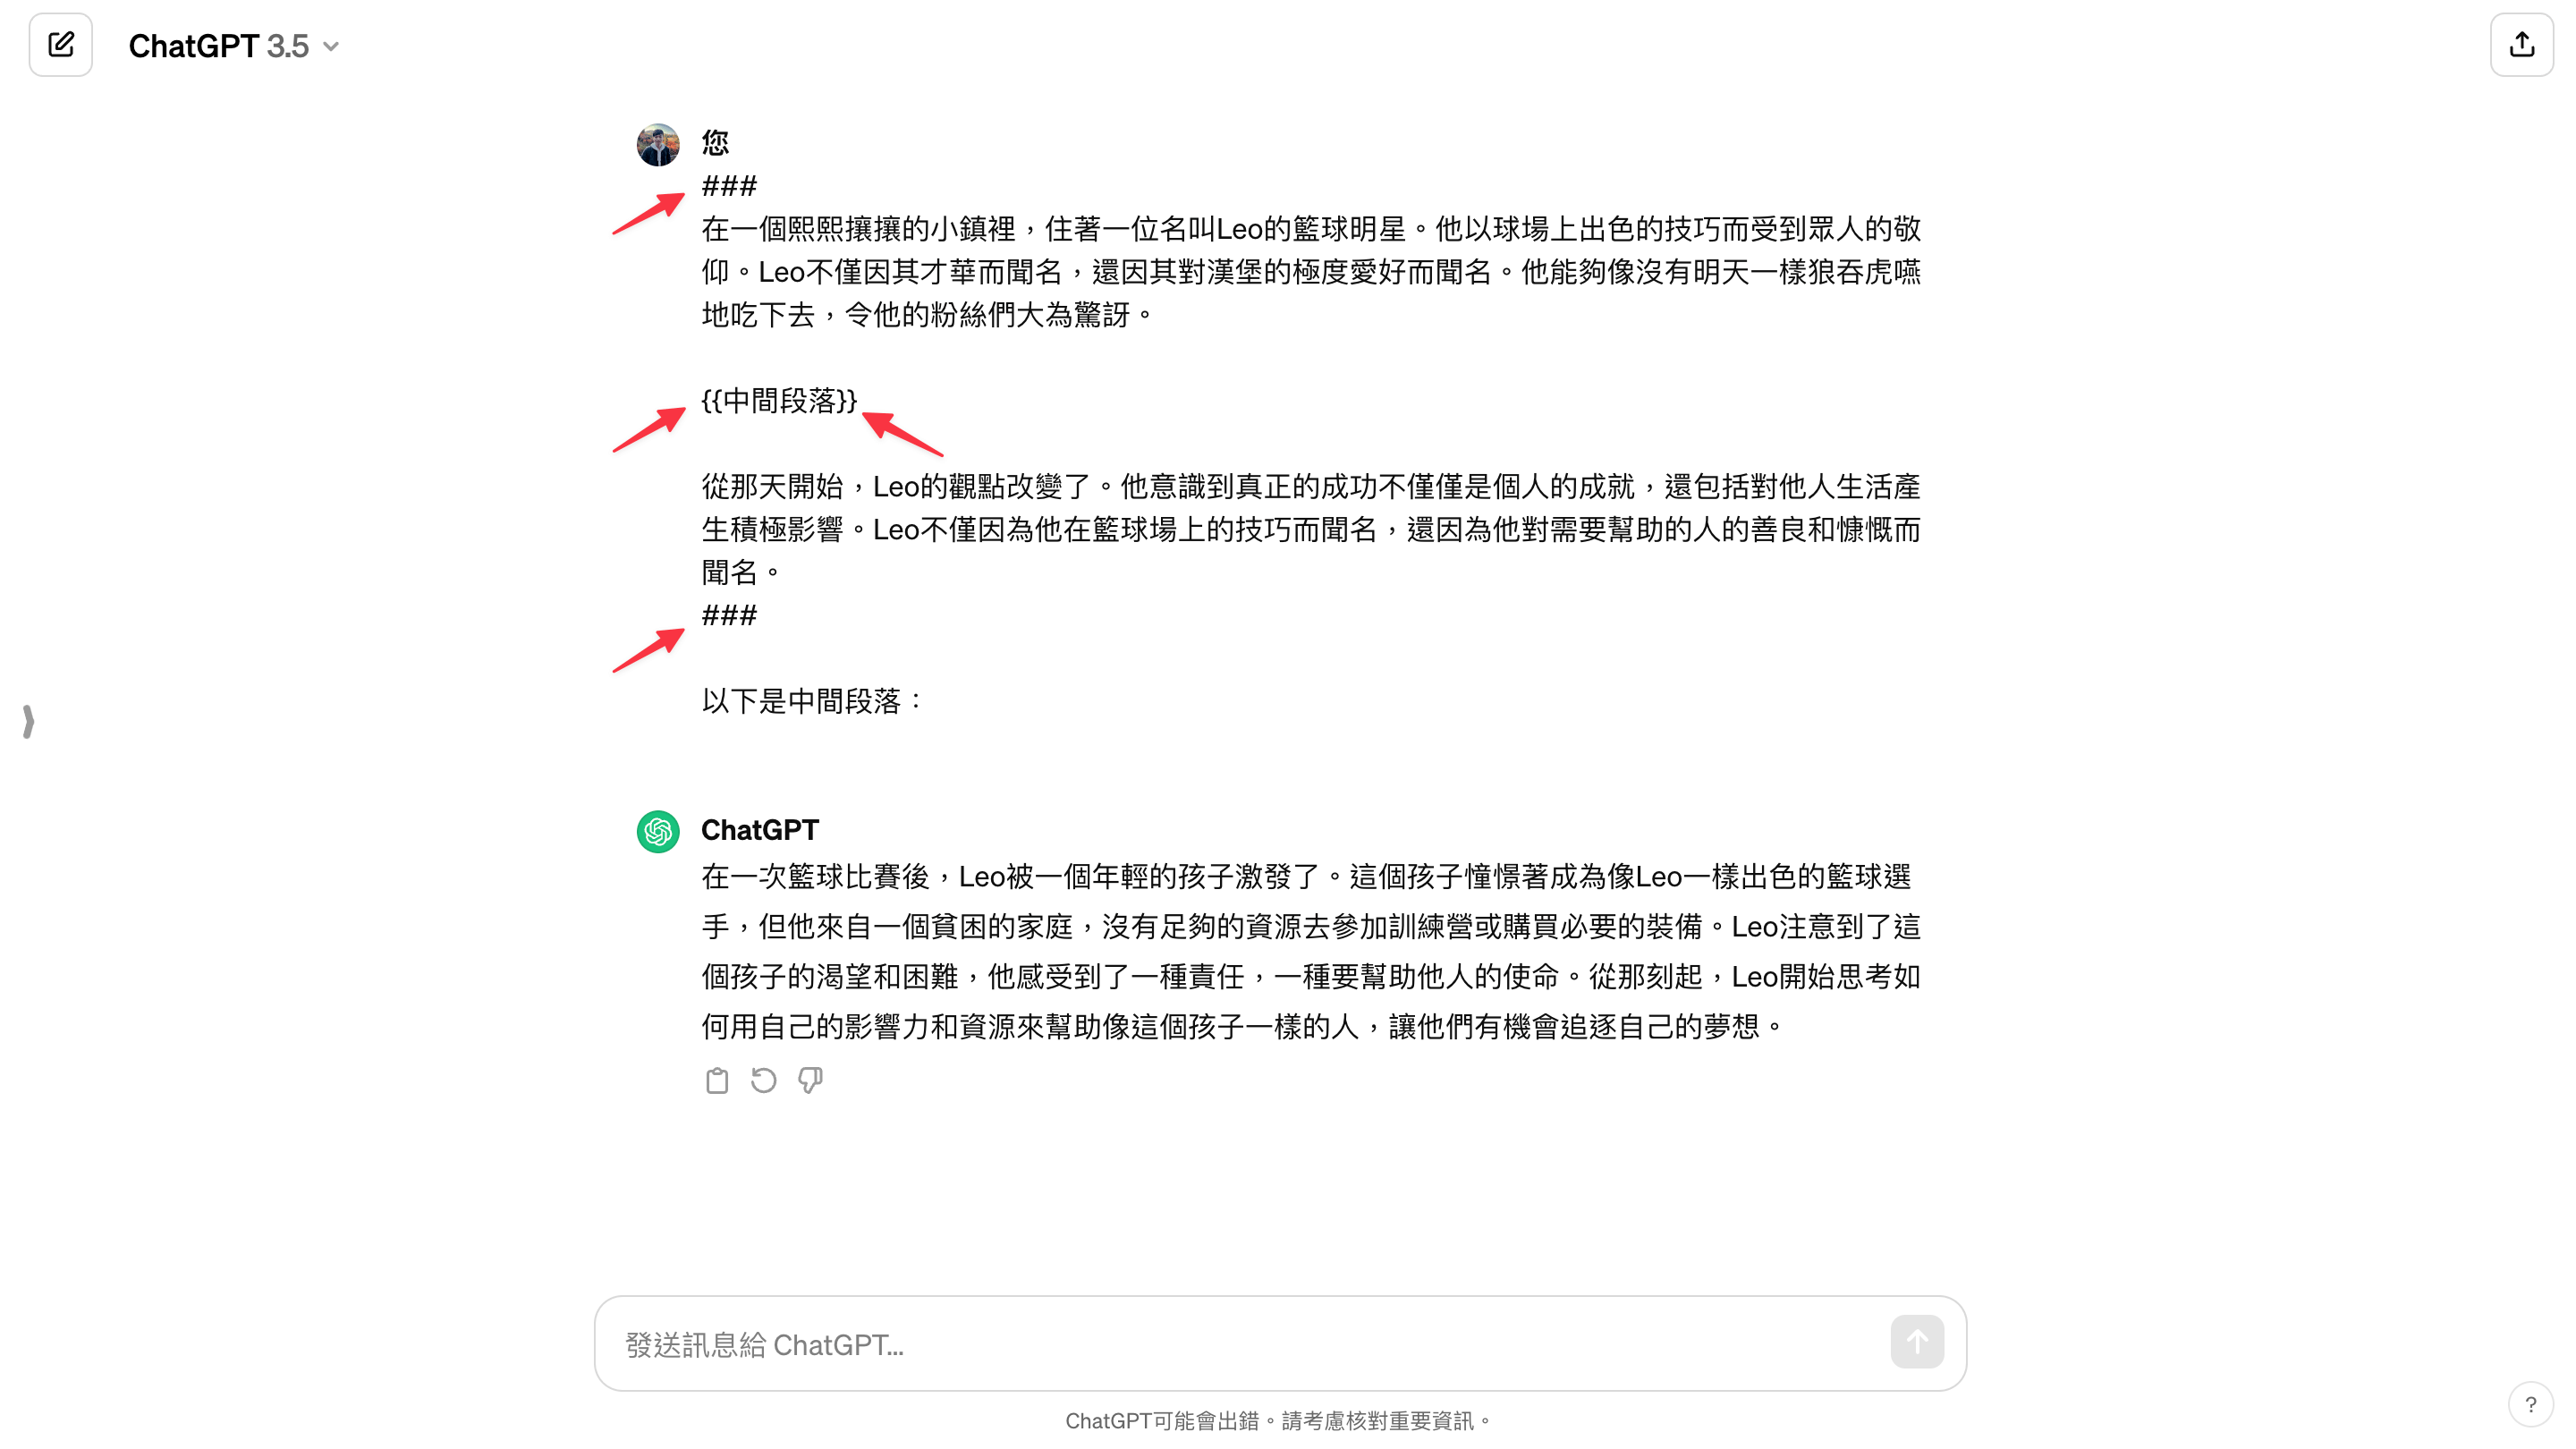 ChatGPT 3.5
您
###
在一個熙熙攘攘的小鎮裡，住著一位名叫Leo的籃球明星。他以球場上出色的技巧而受到眾人的敬
仰。Leo不僅因其才華而聞名，還因其對漢堡的極度愛好而聞名。他能夠像沒有明天一樣狼吞虎嚥
地吃下去，令他的粉絲們大為驚訝。
{{中間段落}}
從那天開始，Leo的觀點改變了。他意識到真正的成功不僅僅是個人的成就，還包括對他人生活產
生積極影響。Leo不僅因為他在籃球場上的技巧而聞名，還因為他對需要幫助的人的善良和慷慨而
聞名。
###
以下是中間段落：
ChatGPT
在一次籃球比賽後，Leo被一個年輕的孩子激發了。這個孩子憧憬著成為像Leo一樣出色的籃球選
手，但他來自一個貧困的家庭，沒有足夠的資源去參加訓練營或購買必要的裝備。Leo注意到了這
個孩子的渴望和困難，他感受到了一種責任，一種要幫助他人的使命。從那刻起，Leo開始思考如
何用自己的影響力和資源來幫助像這個孩子一樣的人，讓他們有機會追逐自己的夢想。
發送訊息給 ChatGPT...
ChatGPT可能會出錯。請考慮核對重要資訊。
?